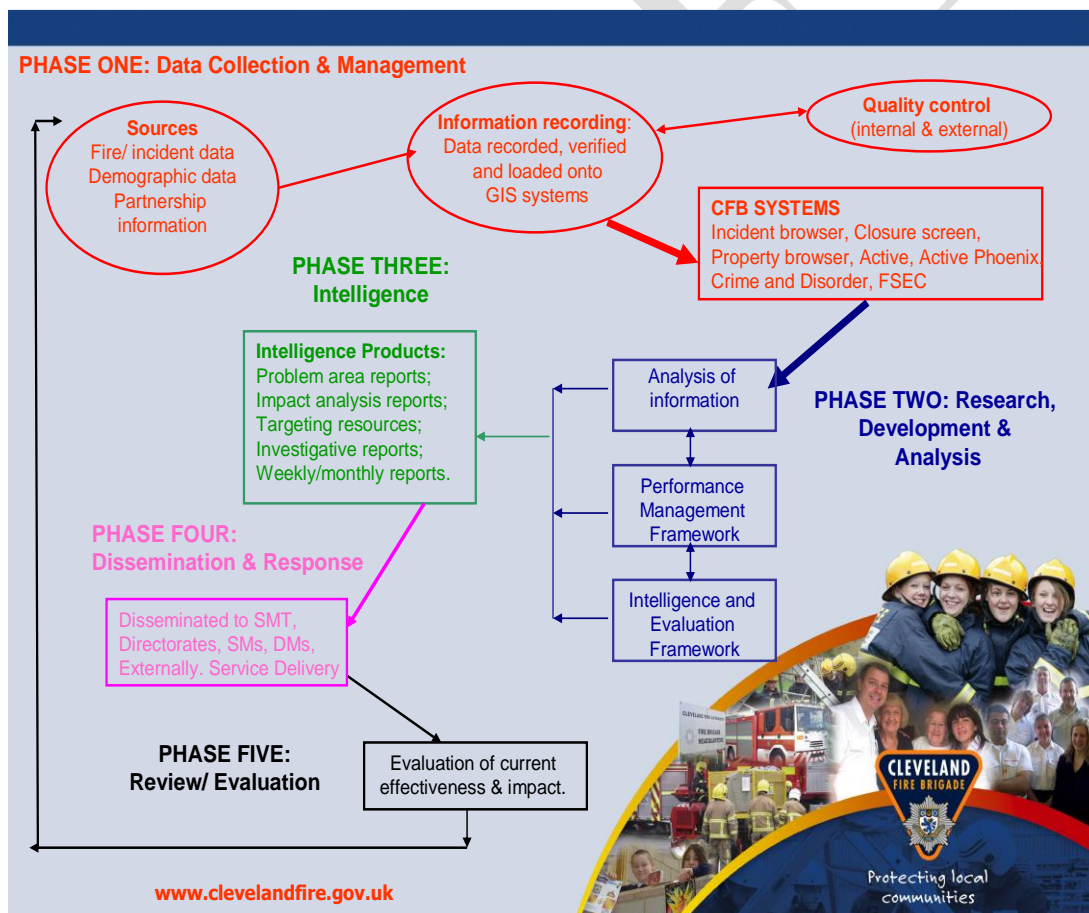 PHASE ONE: Data Collection & Management
Sources
Fire/ incident data
Demographic data
Partnership
information
Information recording:
Data recorded, verified
and loaded onto
GIS systems
Quality control
(internal & external)
CFB SYSTEMS
Incident browser, Closure screen,
Property browser, Active, Active Phoenix,
Crime and Disorder, FSEC
PHASE TWO: Research,
Development &
Analysis
Analysis of
information
Performance
Management
Framework
Intelligence and
Evaluation
Framework
PHASE THREE:
Intelligence
Intelligence Products:
Problem area reports;
Impact analysis reports;
Targeting resources;
Investigative reports;
Weekly/monthly reports.
PHASE FOUR:
Dissemination & Response
Disseminated to SMT,
Directorates, SMs, DMs,
Externally. Service Delivery
PHASE FIVE:
Review/ Evaluation
Evaluation of current
effectiveness & impact.
www.clevelandfire.gov.uk
FIRE BRIGADE
HEADQUARTERS
CLEVELAND
FIRE BRIGADE
Protecting local
communities